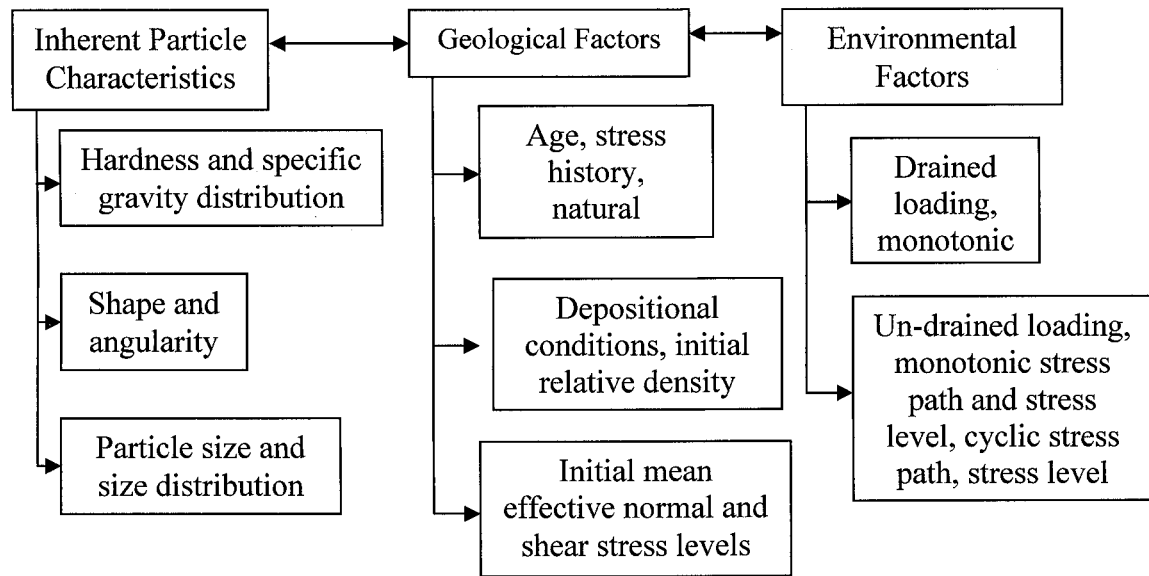 Inherent Particle
Characteristics
Geological Factors
Environmental
Factors
Hardness and specific
gravity distribution
Shape and
angularity
Particle size and
size distribution
Age, stress
history,
natural
Depositional
conditions, initial
relative density
Initial mean
effective normal and
shear stress levels
Drained
loading,
monotonic
Un-drained loading,
monotonic stress
path and stress
level, cyclic stress
path, stress level